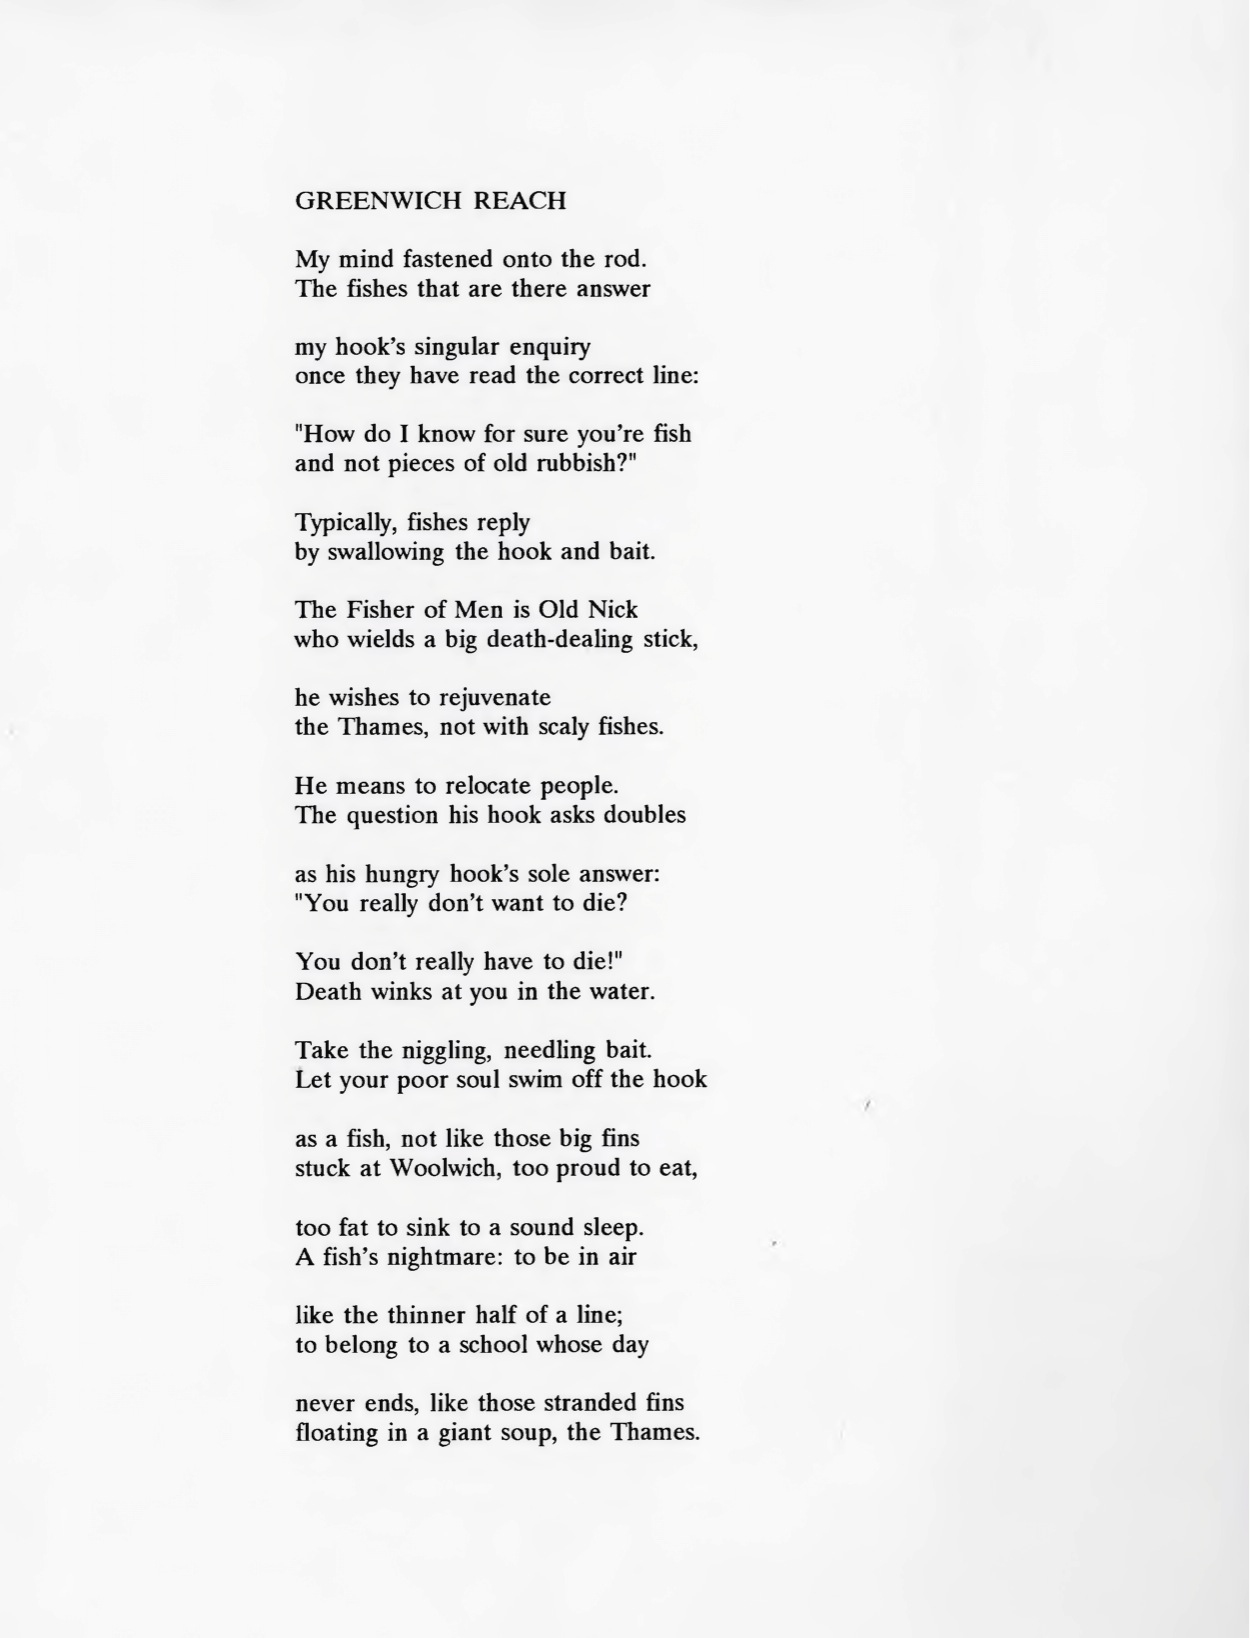 GREENWICH REACH
My mind fastened onto the rod.
The fishes that are there answer
my hook's singular enquiry
once they have read the correct line:
"How do I know for sure you're fish
and not pieces of old rubbish?"
Typically, fishes reply
by swallowing the hook and bait.
The Fisher of Men is Old Nick
who wields a big death-dealing stick,
he wishes to rejuvenate
the Thames, not with scaly fishes.
He means to relocate people.
The question his hook asks doubles
as his hungry hook's sole answer:
"You really don't want to die?
You don't really have to die!"
Death winks at you in the water.
Take the niggling, needling bait.
Let your poor soul swim off the hook
as a fish, not like those big fins
stuck at Woolwich, too proud to eat,
too fat to sink to a sound sleep.
A fish's nightmare: to be in air
like the thinner half of a line;
to belong to a school whose day
never ends, like those stranded fins
floating in a giant soup, the Thames.